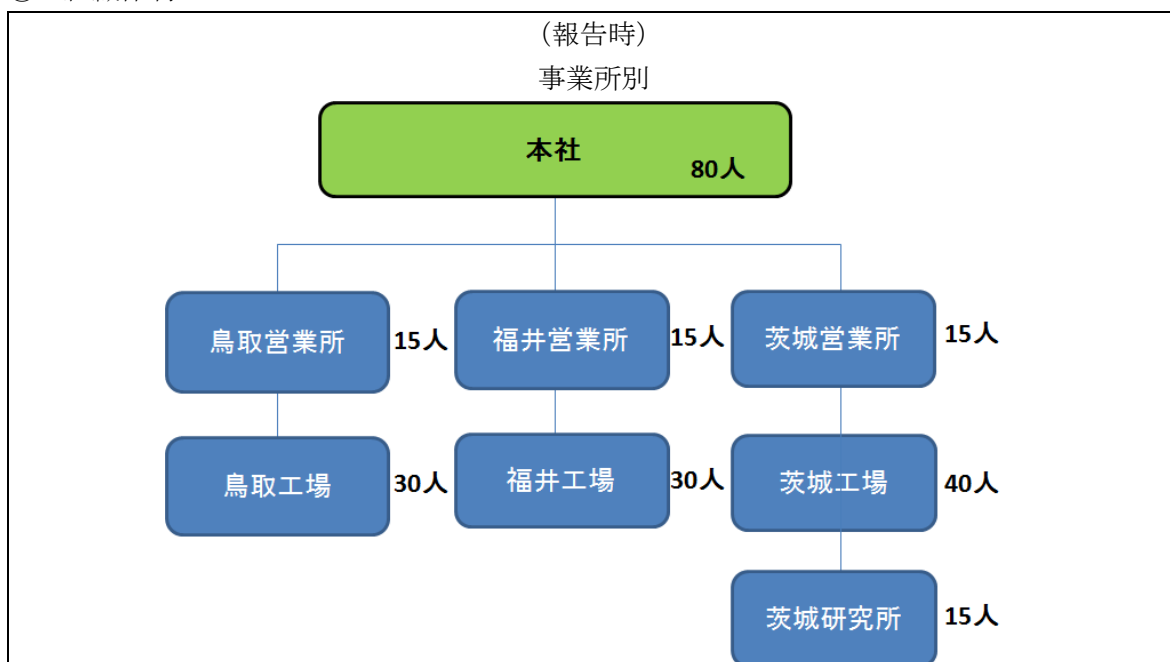 (報告時)
事業所別
本社
80人
鳥取営業所 15人 福井営業所 15人 茨城営業所 15人
鳥取工場 30人 福井工場 30人 茨城工場 40人
茨城研究所 15人